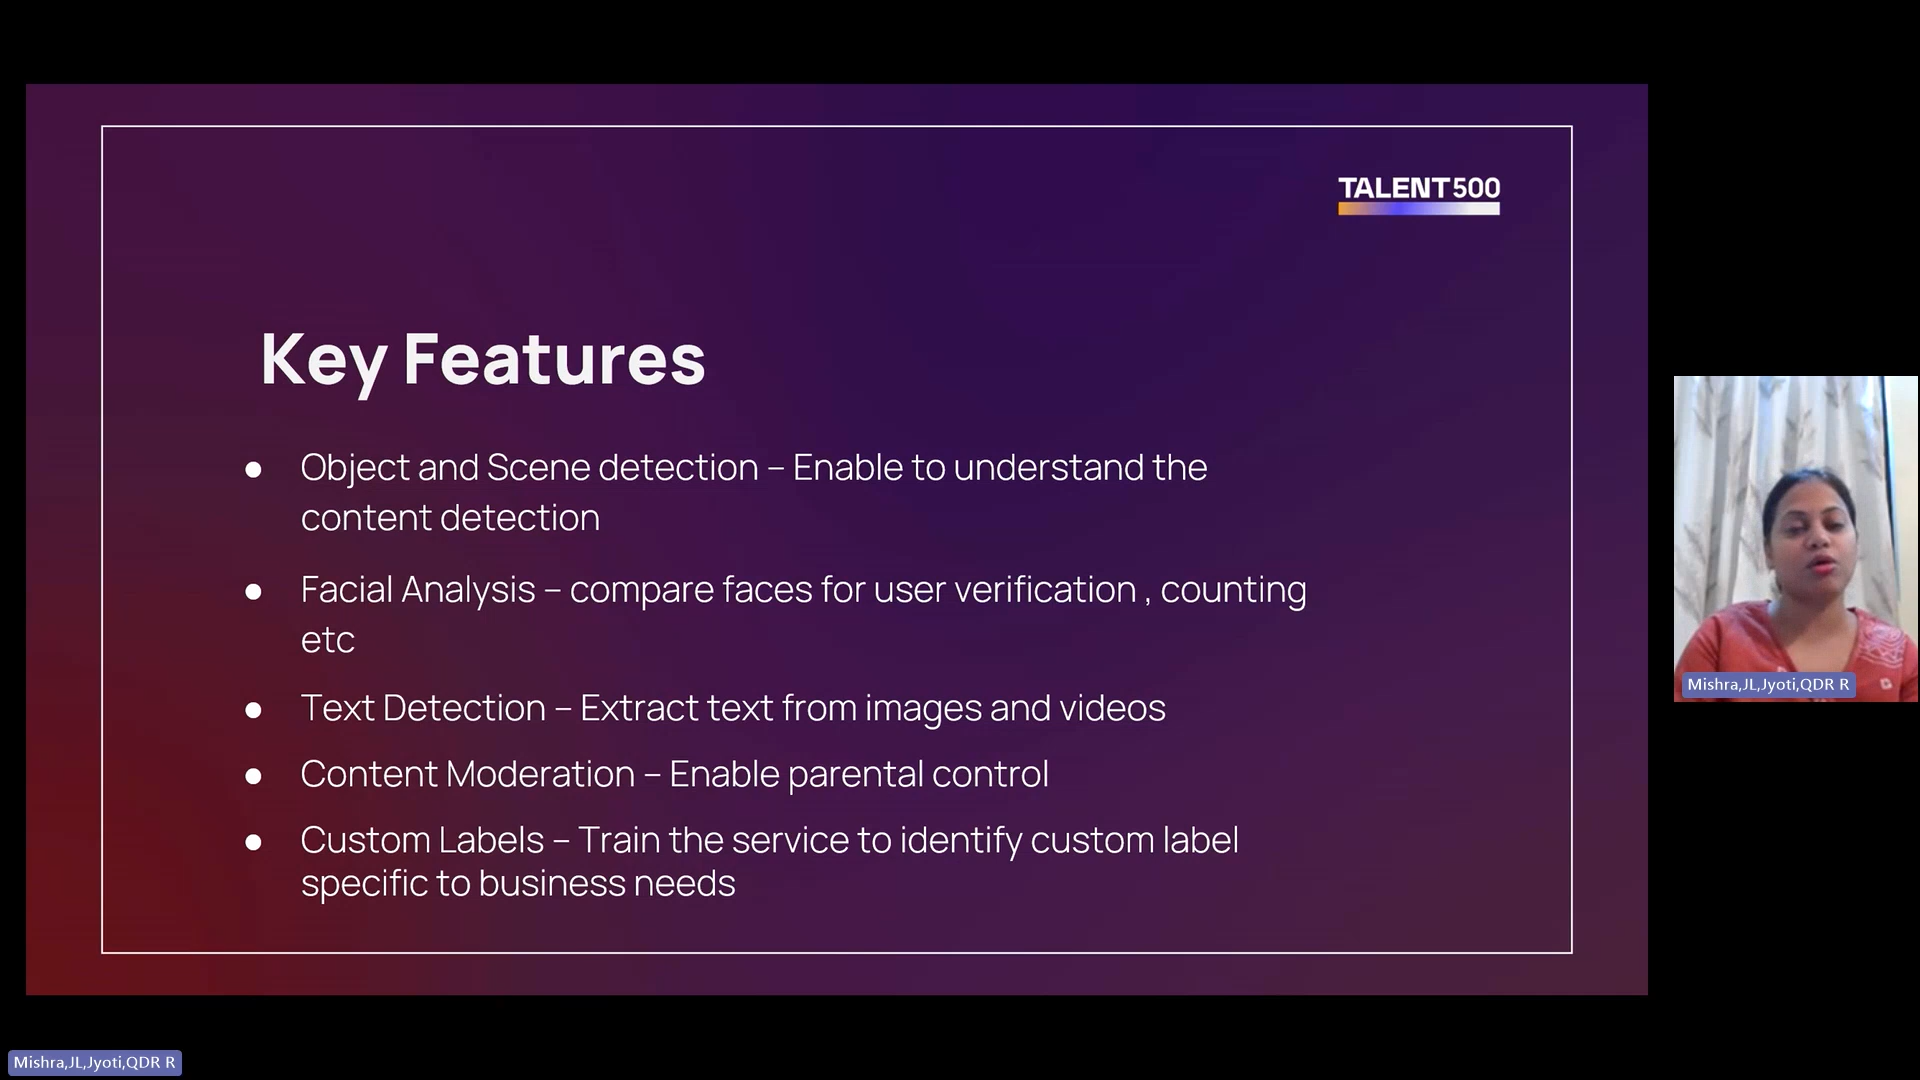 TALENT500
Key Features
● Object and Scene detection – Enable to understand the
content detection
● Facial Analysis – compare faces for user verification , counting
etc
● Text Detection – Extract text from images and videos
● Content Moderation – Enable parental control
● Custom Labels – Train the service to identify custom label
specific to business needs
Mishra,JL,Jyoti,QDR R
Mishra,JL,Jyoti,QDR R